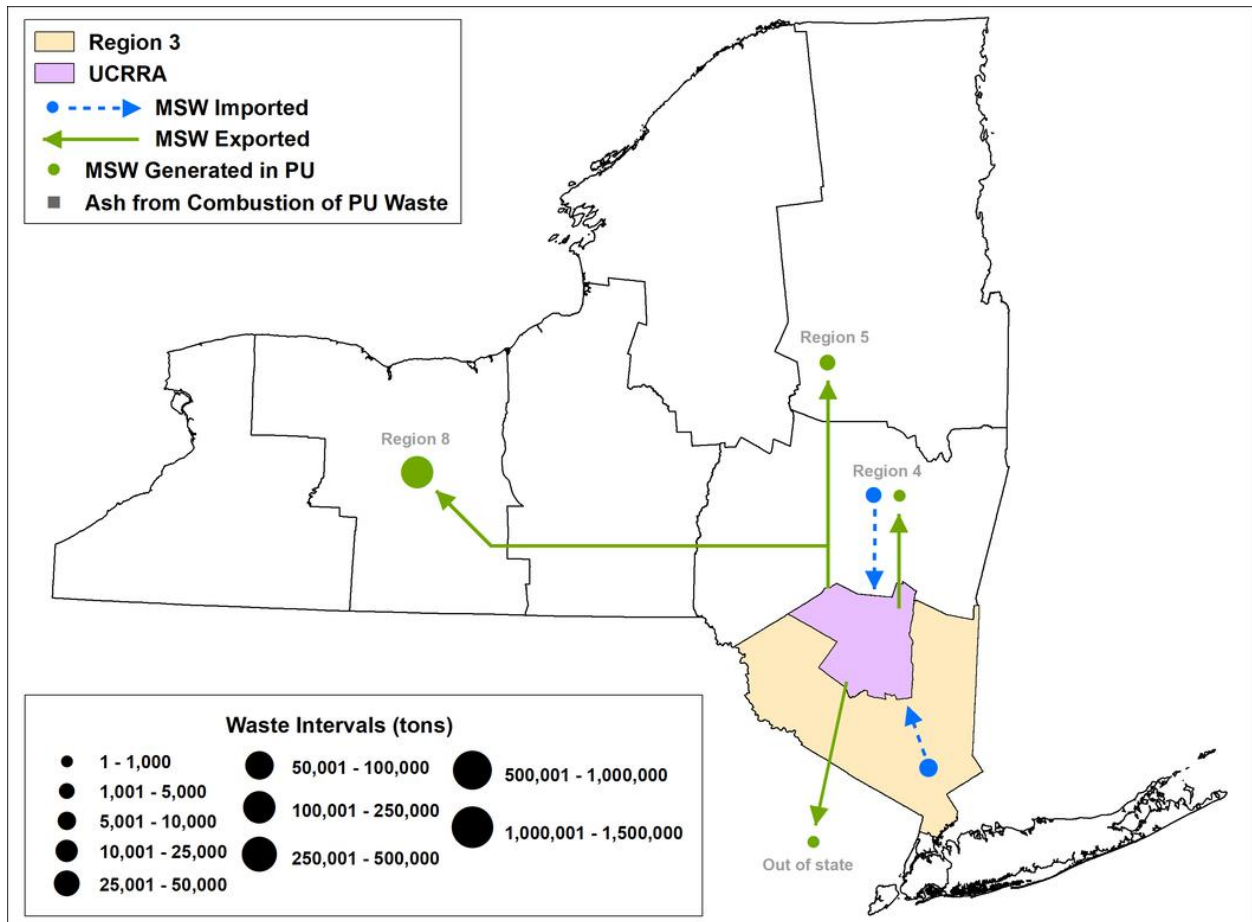 Region 3
UCRRA
MSW Imported
MSW Exported
MSW Generated in PU
Ash from Combustion of PU Waste
Region 5
Region 8
Region 4
Out of state
Waste Intervals (tons)
1 - 1,000
1,001 - 5,000
5,001 - 10,000
10,001 - 25,000
25,001 - 50,000
50,001 - 100,000
100,001 - 250,000
250,001 - 500,000
500,001 - 1,000,000
1,000,001 - 1,500,000